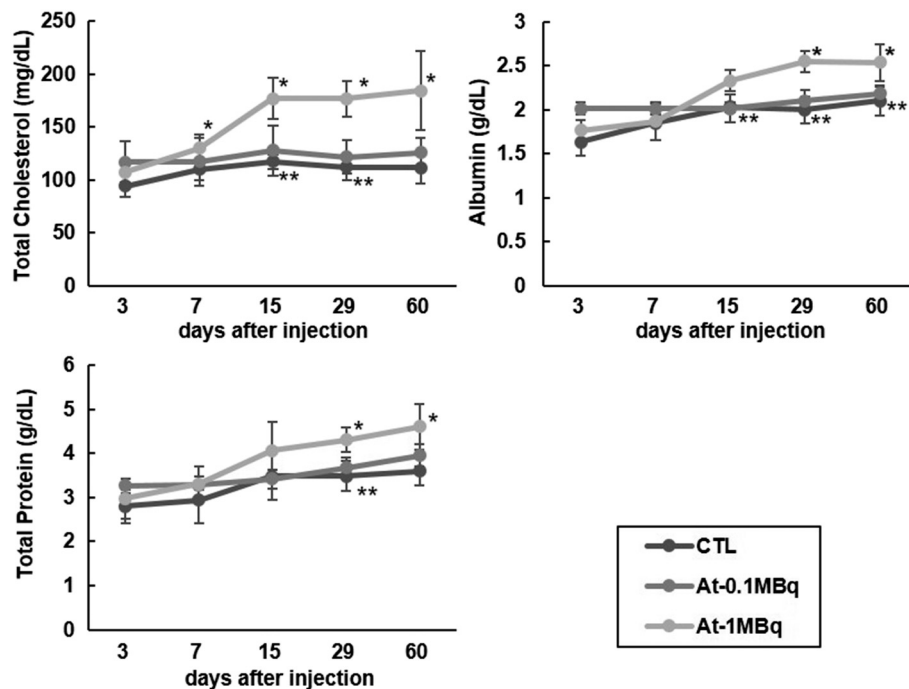 Total Cholesterol (mg/dL)
250
200
150
100
50
0
*
*
*
*
**
**
3 7 15 29 60
days after injection
Albumin (g/dL)
3
2.5
2
1.5
1
0.5
0
*
*
**
**
**
3 7 15 29 60
days after injection
Total Protein (g/dL)
6
5
4
3
2
1
0
*
*
**
3 7 15 29 60
days after injection
CTL
At-0.1MBq
At-1MBq